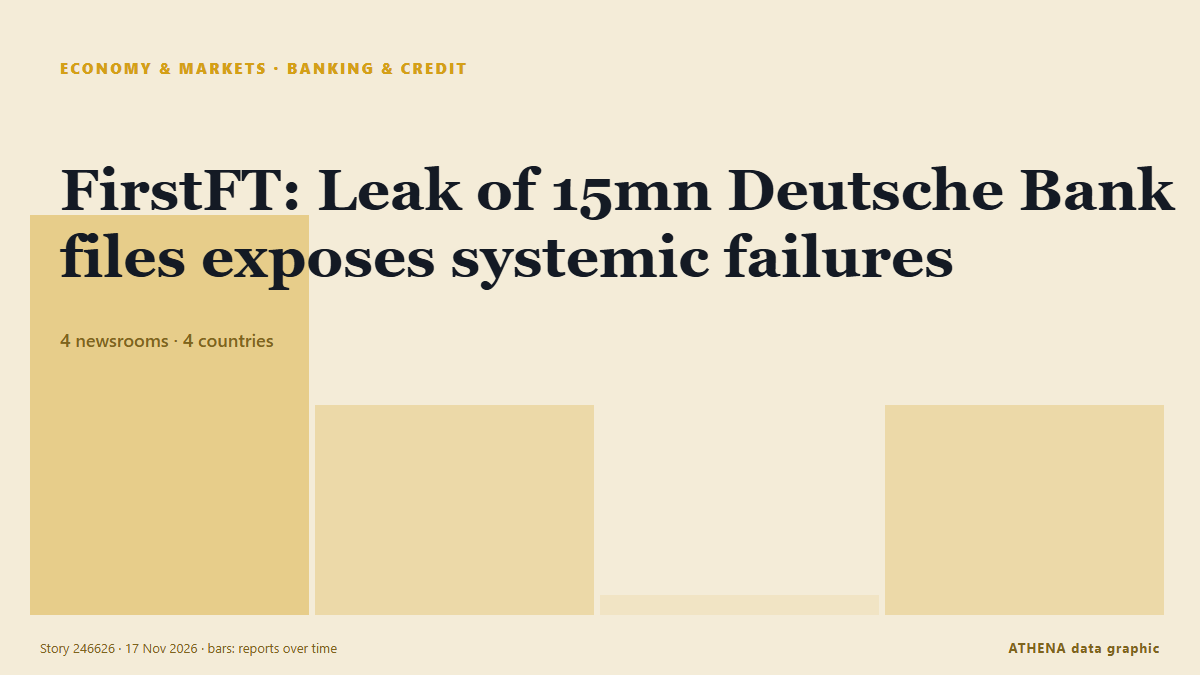 ECONOMY & MARKETS · BANKING & CREDIT
FirstFT: Leak of 15mn Deutsche Bank
files exposes systemic failures
4 newsrooms · 4 countries
Story 246626 · 17 Nov 2026 · bars: reports over time
ATHENA data graphic